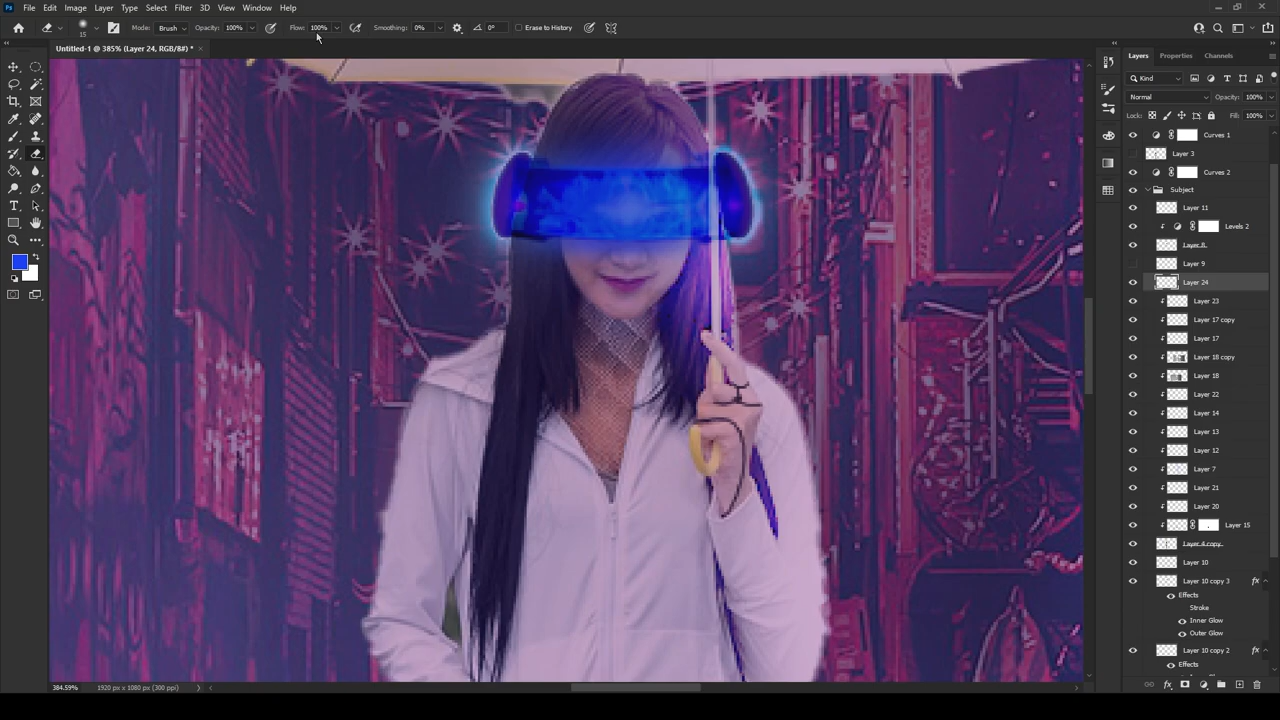 Ps File Edit Image Layer Type Select Filter 3D View Window Help
15 Mode: Brush Opacity: 100% Flow: 100% Smoothing: 0% 0° Erase to History
Untitled-1 @ 385% (Layer 24, RGB/8#) * ×
Layers Properties Channels
Kind
Normal Opacity: 100%
Lock: Fill: 100%
Curves 1
Layer 3
Curves 2
Subject
Layer 11
Levels 2
Layer 8
Layer 9
Layer 24
Layer 23
Layer 17 copy
Layer 17
Layer 18 copy
Layer 18
Layer 22
Layer 14
Layer 13
Layer 12
Layer 7
Layer 21
Layer 20
Layer 15
Layer 4 copy
Layer 10
Layer 10 copy 3 fx
Effects
Stroke
Inner Glow
Outer Glow
Layer 10 copy 2 fx
Effects
384.59% 1920 px x 1080 px (300 ppi)